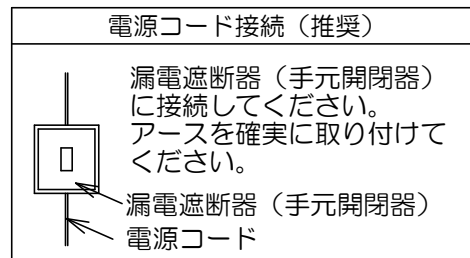 電源コード接続（推奨）
漏電遮断器（手元開閉器）
に接続してください。
アースを確実に取り付けて
ください。
漏電遮断器（手元開閉器）
電源コード